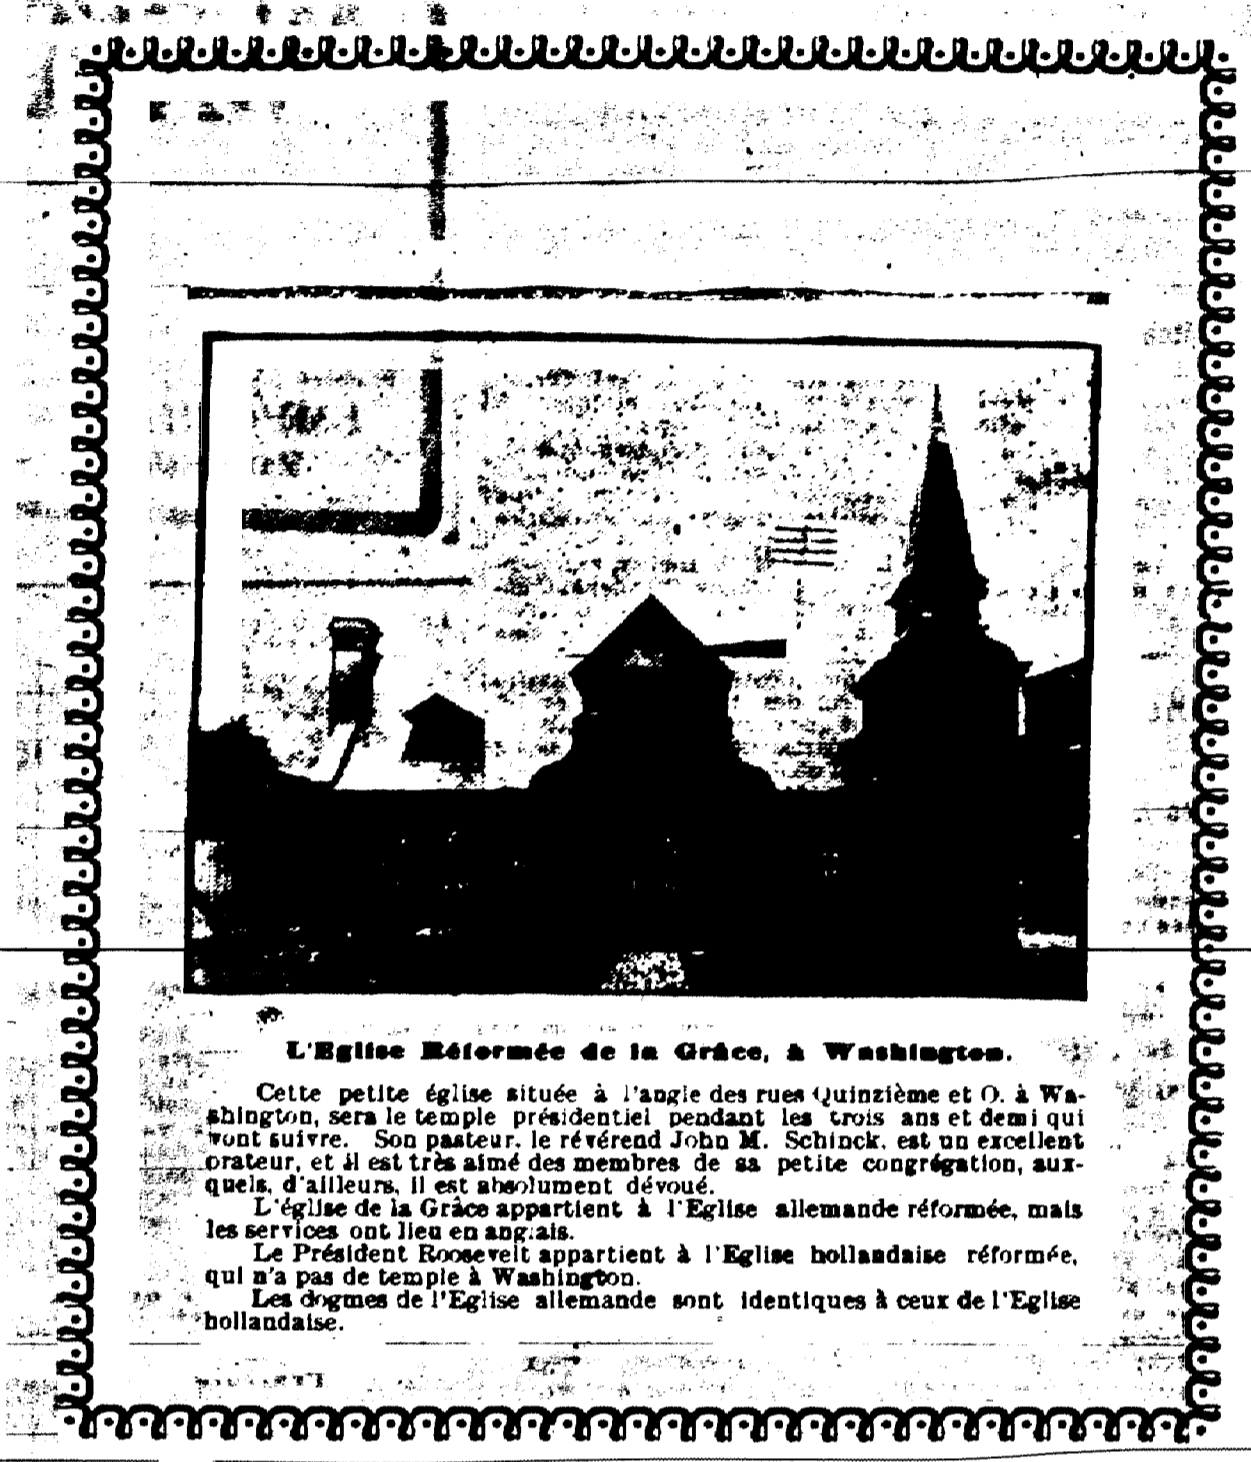 L'Eglise Réformée de la Grâce, à Washington.
Cette petite église située à l'angle des rues Quinzième et O. à Wa-
shington, sera le temple présidentiel pendant les trois ans et demi qui
vont suivre. Son pasteur, le révérend John M. Schinck, est un excellent
orateur, et il est très aimé des membres de sa petite congrégation, aux-
quels, d'ailleurs, il est absolument dévoué.
L'église de la Grâce appartient à l'Eglise allemande réformée, mais
les services ont lieu en anglais.
Le Président Roosevelt appartient à l'Eglise hollandaise réformée,
qui n'a pas de temple à Washington.
Les dogmes de l'Eglise allemande sont identiques à ceux de l'Eglise
hollandaise.